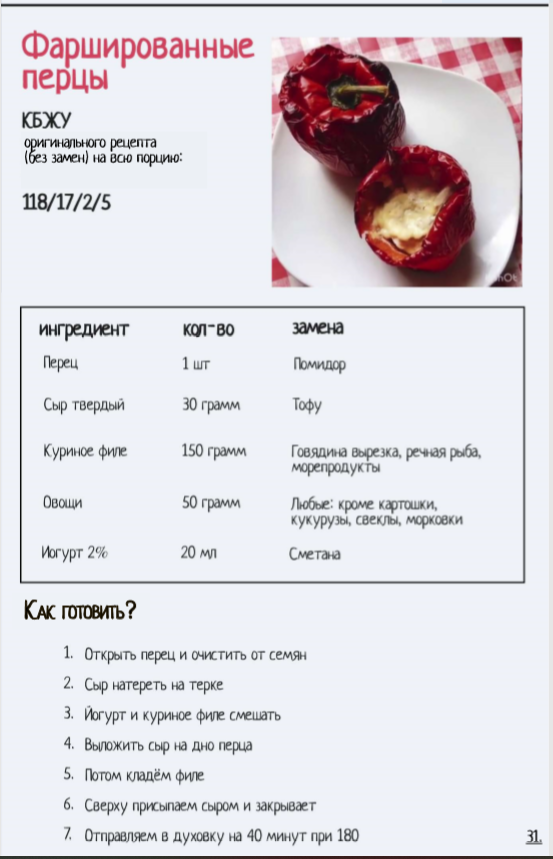 Фаршированные
перцы
КБЖУ
оригинального рецепта
(без замен) на всю порцию:
118/17/2/5
ингредиент кол-во замена
Перец 1 шт Помидор
Сыр твердый 30 грамм Тофу
Куриное филе 150 грамм Говядина вырезка, речная рыба,
морепродукты
Овощи 50 грамм Любые: кроме картошки,
кукурузы, свеклы, морковки
Йогурт 2% 20 мл Сметана
Как готовить?
1. Открыть перец и очистить от семян
2. Сыр натереть на терке
3. Йогурт и куриное филе смешать
4. Выложить сыр на дно перца
5. Потом кладём филе
6. Сверху присыпаем сыром и закрывает
7. Отправляем в духовку на 40 минут при 180
31.